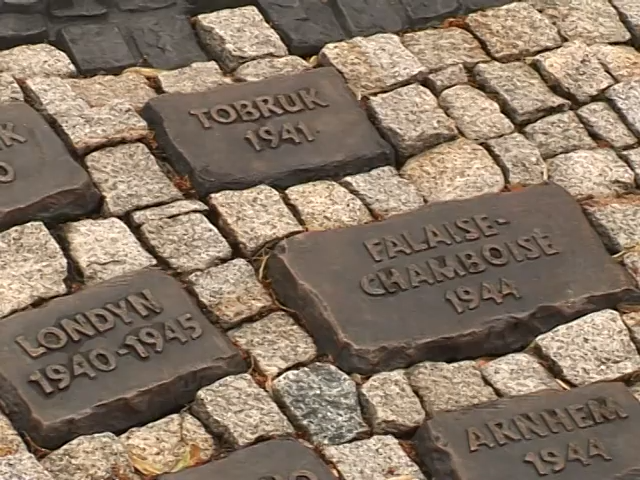 TOBRUK
1941
FALAISE-
CHAMBOISE
1944
LONDYN
1940-1945
ARNHEM
1944